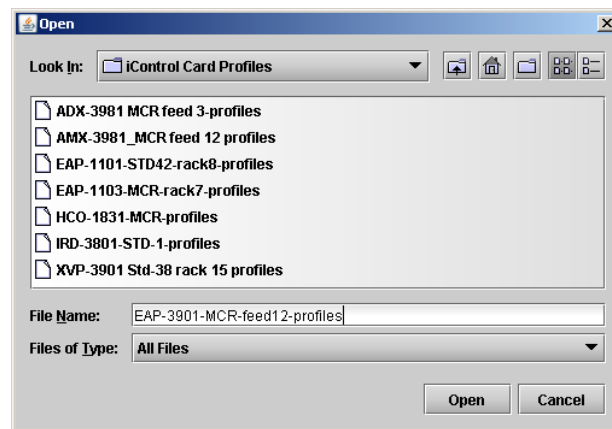 Open
Look In: iControl Card Profiles
ADX-3981 MCR feed 3-profiles
AMX-3981_MCR feed 12 profiles
EAP-1101-STD42-rack8-profiles
EAP-1103-MCR-rack7-profiles
HCO-1831-MCR-profiles
IRD-3801-STD-1-profiles
XVP-3901 Std-38 rack 15 profiles
File Name: EAP-3901-MCR-feed12-profiles
Files of Type: All Files
Open Cancel